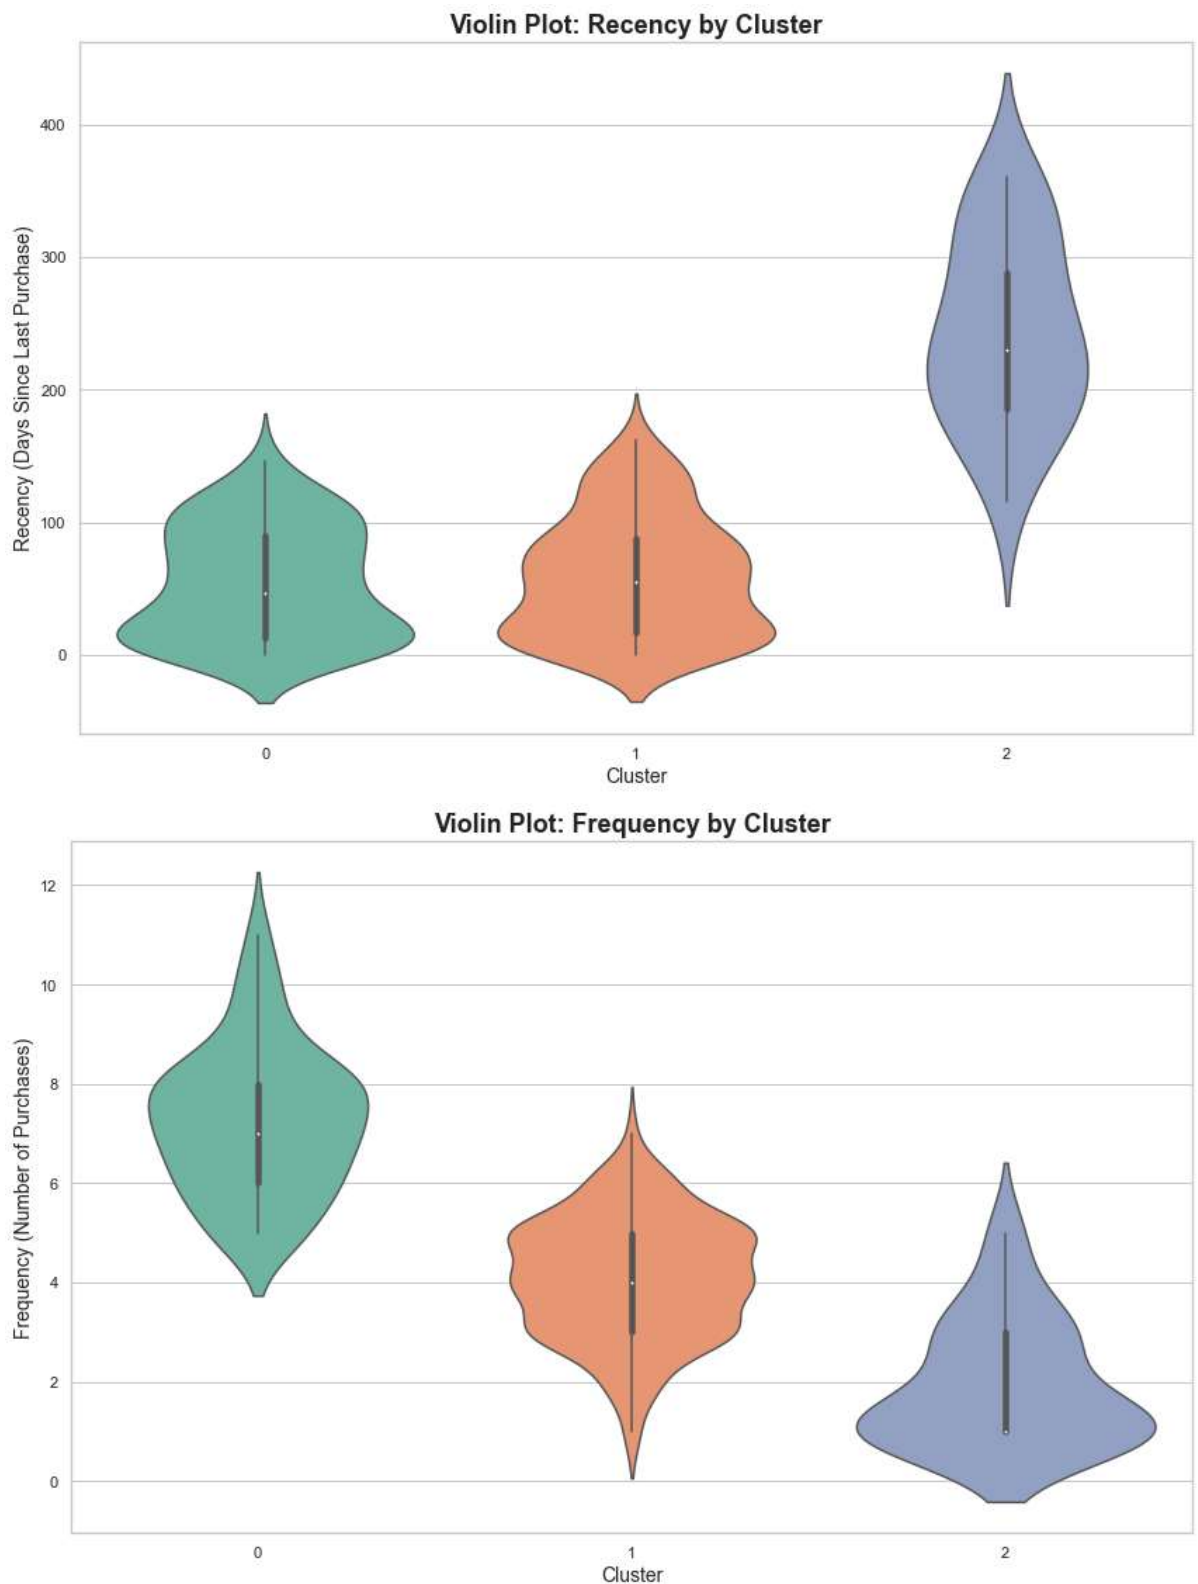 Violin Plot: Recency by Cluster
Recency (Days Since Last Purchase)
400
300
200
100
0
0 1 2
Cluster
Violin Plot: Frequency by Cluster
Frequency (Number of Purchases)
12
10
8
6
4
2
0
0 1 2
Cluster